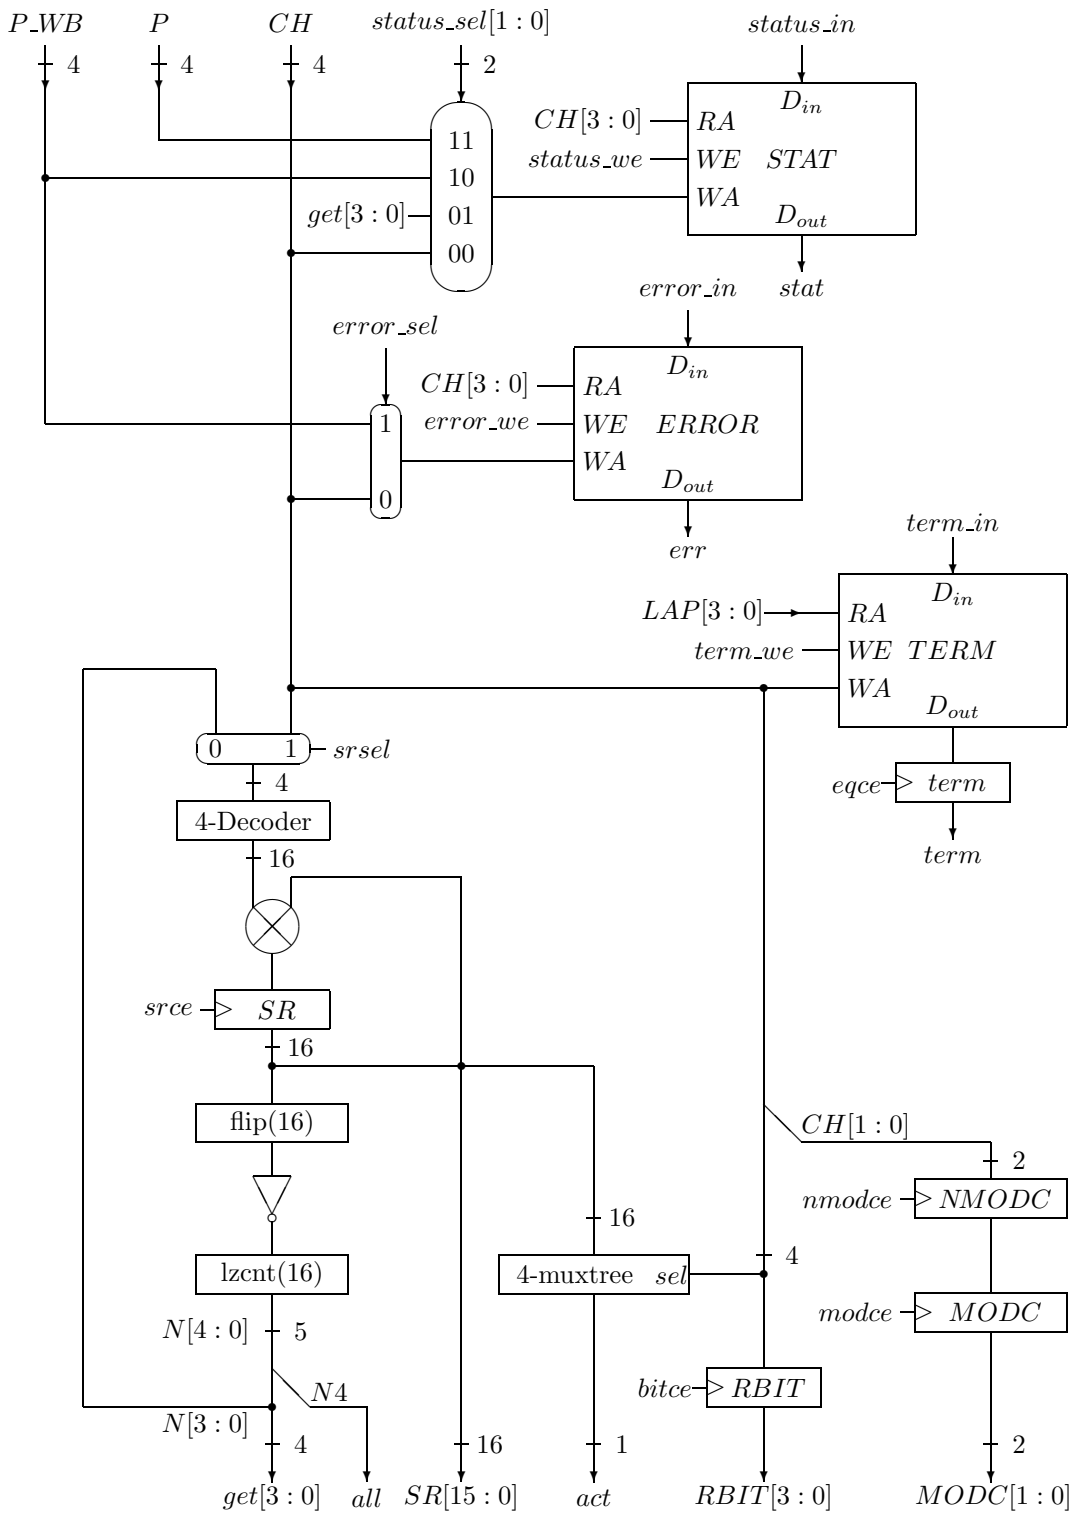 P_WB P CH status_sel[1 : 0] status_in
4 4 4 2
D_in
CH[3 : 0] RA
11
status_we WE STAT
10
WA
get[3 : 0] 01
D_out
00
error_in stat
error_sel
D_in
CH[3 : 0] RA
1 error_we WE ERROR
WA
D_out
0
term_in
err
D_in
LAP[3 : 0] RA
term_we WE TERM
WA
D_out
0 1 srsel
4 eqce term
4-Decoder
16 term
srce SR
16
flip(16)
CH[1 : 0]
2
nmodce NMODC
16
4
lzcnt(16) 4-muxtree sel
modce MODC
N[4 : 0] 5
bitce RBIT
N4
N[3 : 0]
4 16 1 2
get[3 : 0] all SR[15 : 0] act RBIT[3 : 0] MODC[1 : 0]